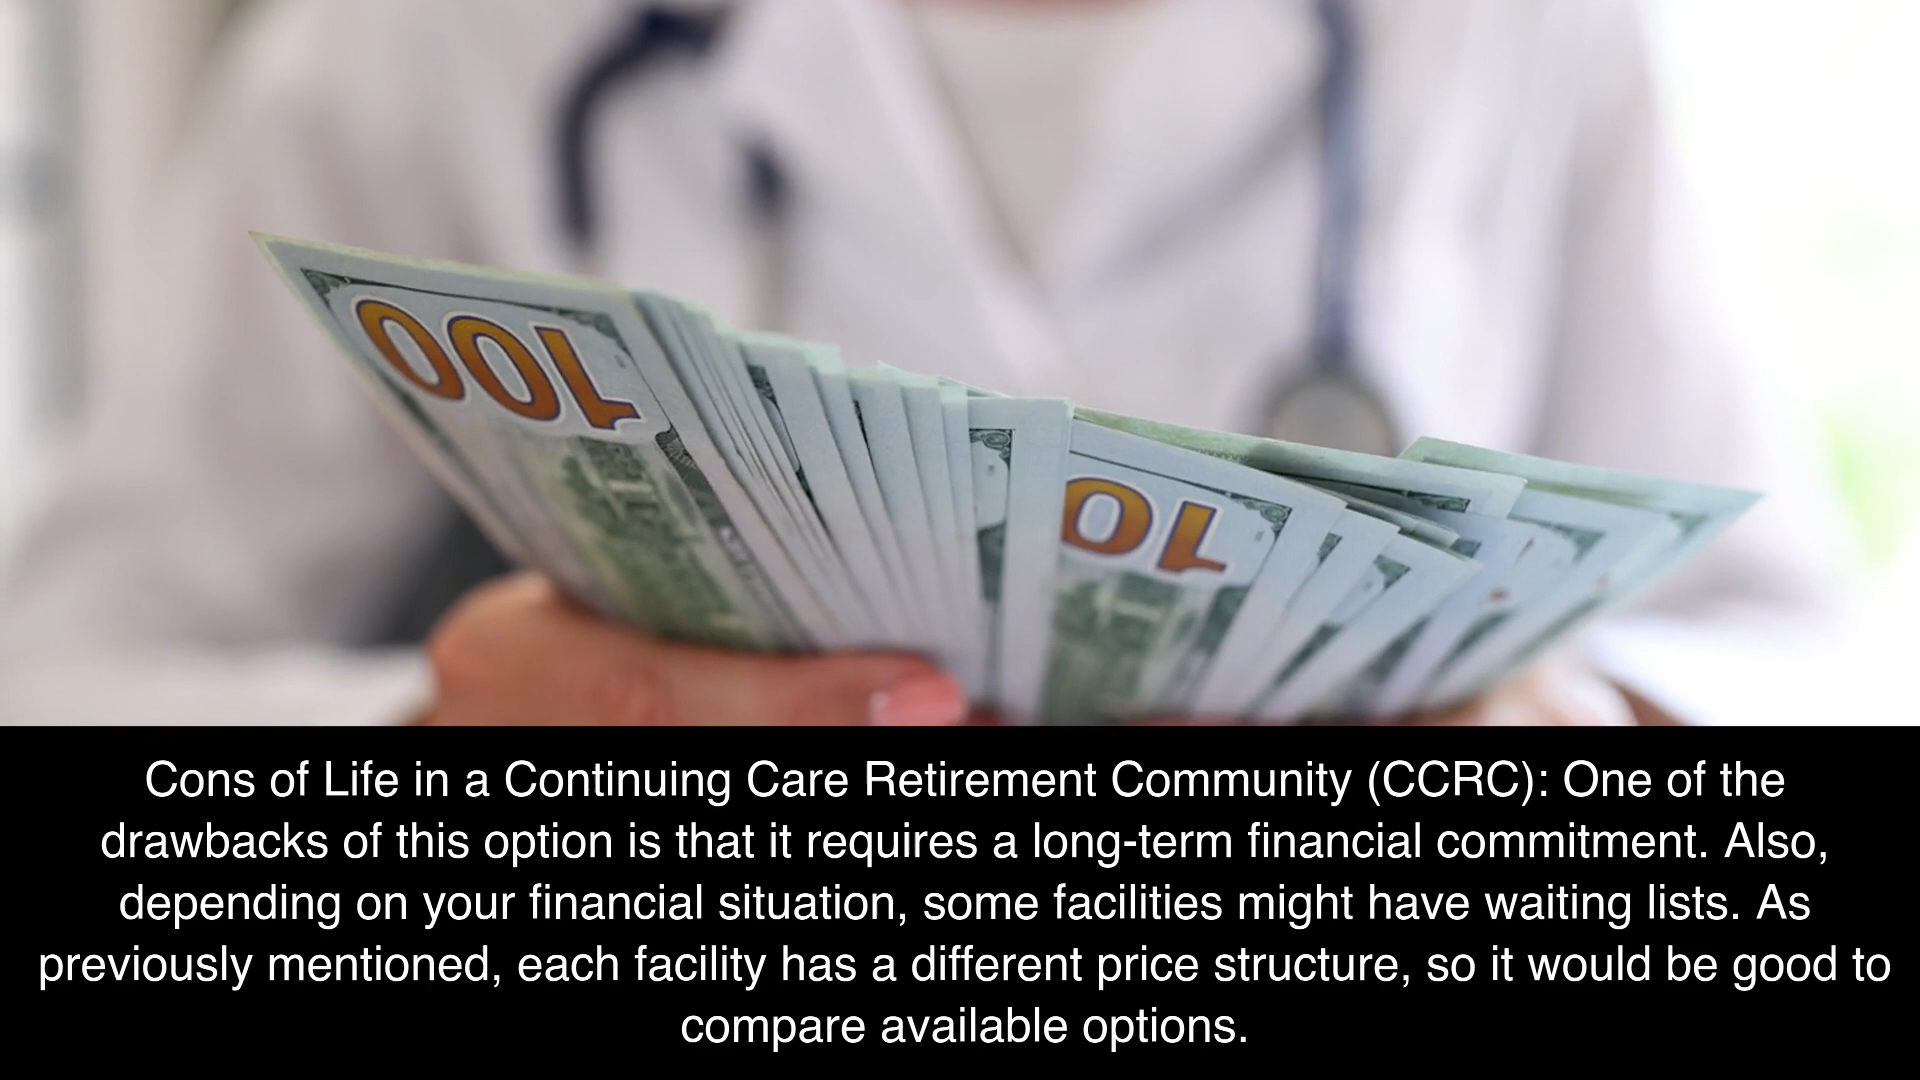 100
10
Cons of Life in a Continuing Care Retirement Community (CCRC): One of the
drawbacks of this option is that it requires a long-term financial commitment. Also,
depending on your financial situation, some facilities might have waiting lists. As
previously mentioned, each facility has a different price structure, so it would be good to
compare available options.